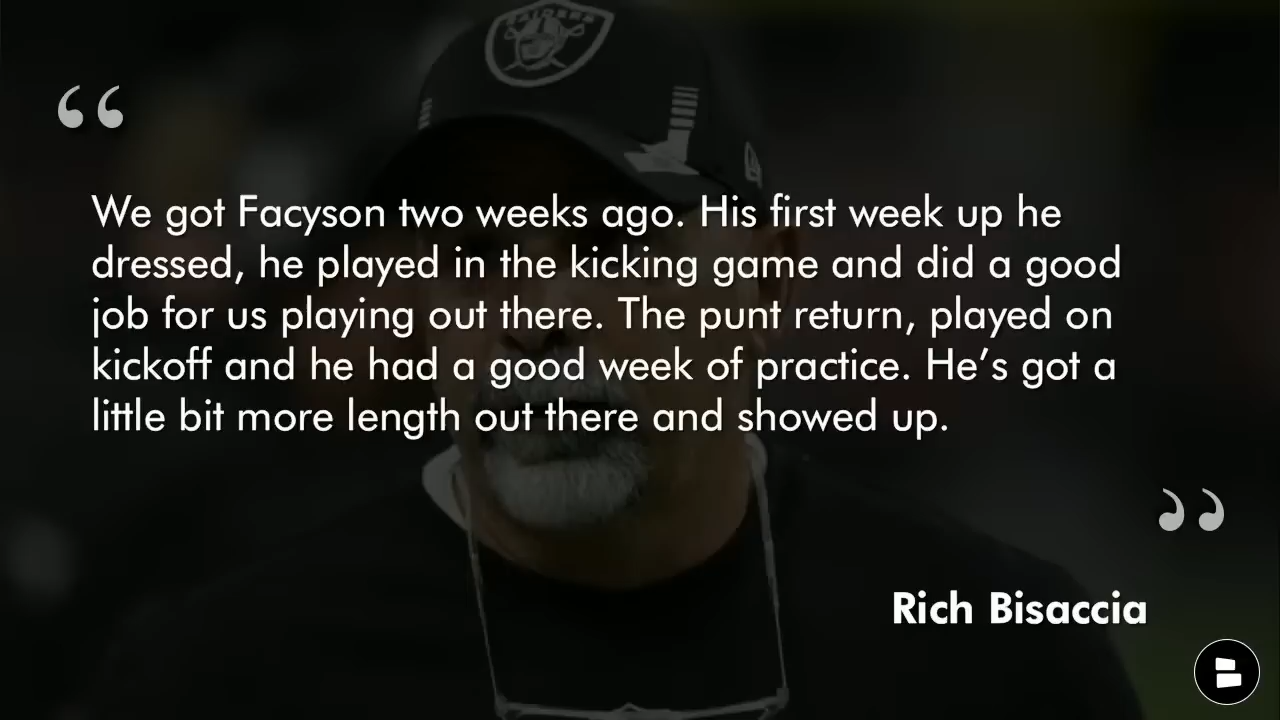 RAIDERS
“
We got Facyson two weeks ago. His first week up he
dressed, he played in the kicking game and did a good
job for us playing out there. The punt return, played on
kickoff and he had a good week of practice. He’s got a
little bit more length out there and showed up.
”
Rich Bisaccia